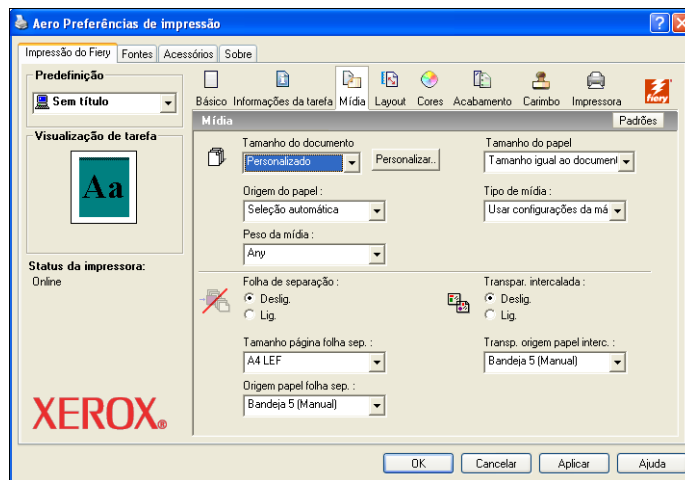 Aero Preferências de impressão
Impressão do Fiery Fontes Acessórios Sobre
Predefinição
Sem título
Visualização de tarefa
Aa
Status da impressora:
Online
XEROX®
Básico Informações da tarefa Mídia Layout Cores Acabamento Carimbo Impressora
fiery
Mídia
Padrões
Tamanho do documento
Personalizado
Personalizar..
Tamanho do papel
Tamanho igual ao document
Origem do papel :
Seleção automática
Tipo de mídia :
Usar configurações da má
Peso da mídia :
Any
Folha de separação :
Deslig.
Lig.
Transpar. intercalada :
Deslig.
Lig.
Tamanho página folha sep. :
A4 LEF
Transp. origem papel interc. :
Bandeja 5 (Manual)
Origem papel folha sep. :
Bandeja 5 (Manual)
OK Cancelar Aplicar Ajuda